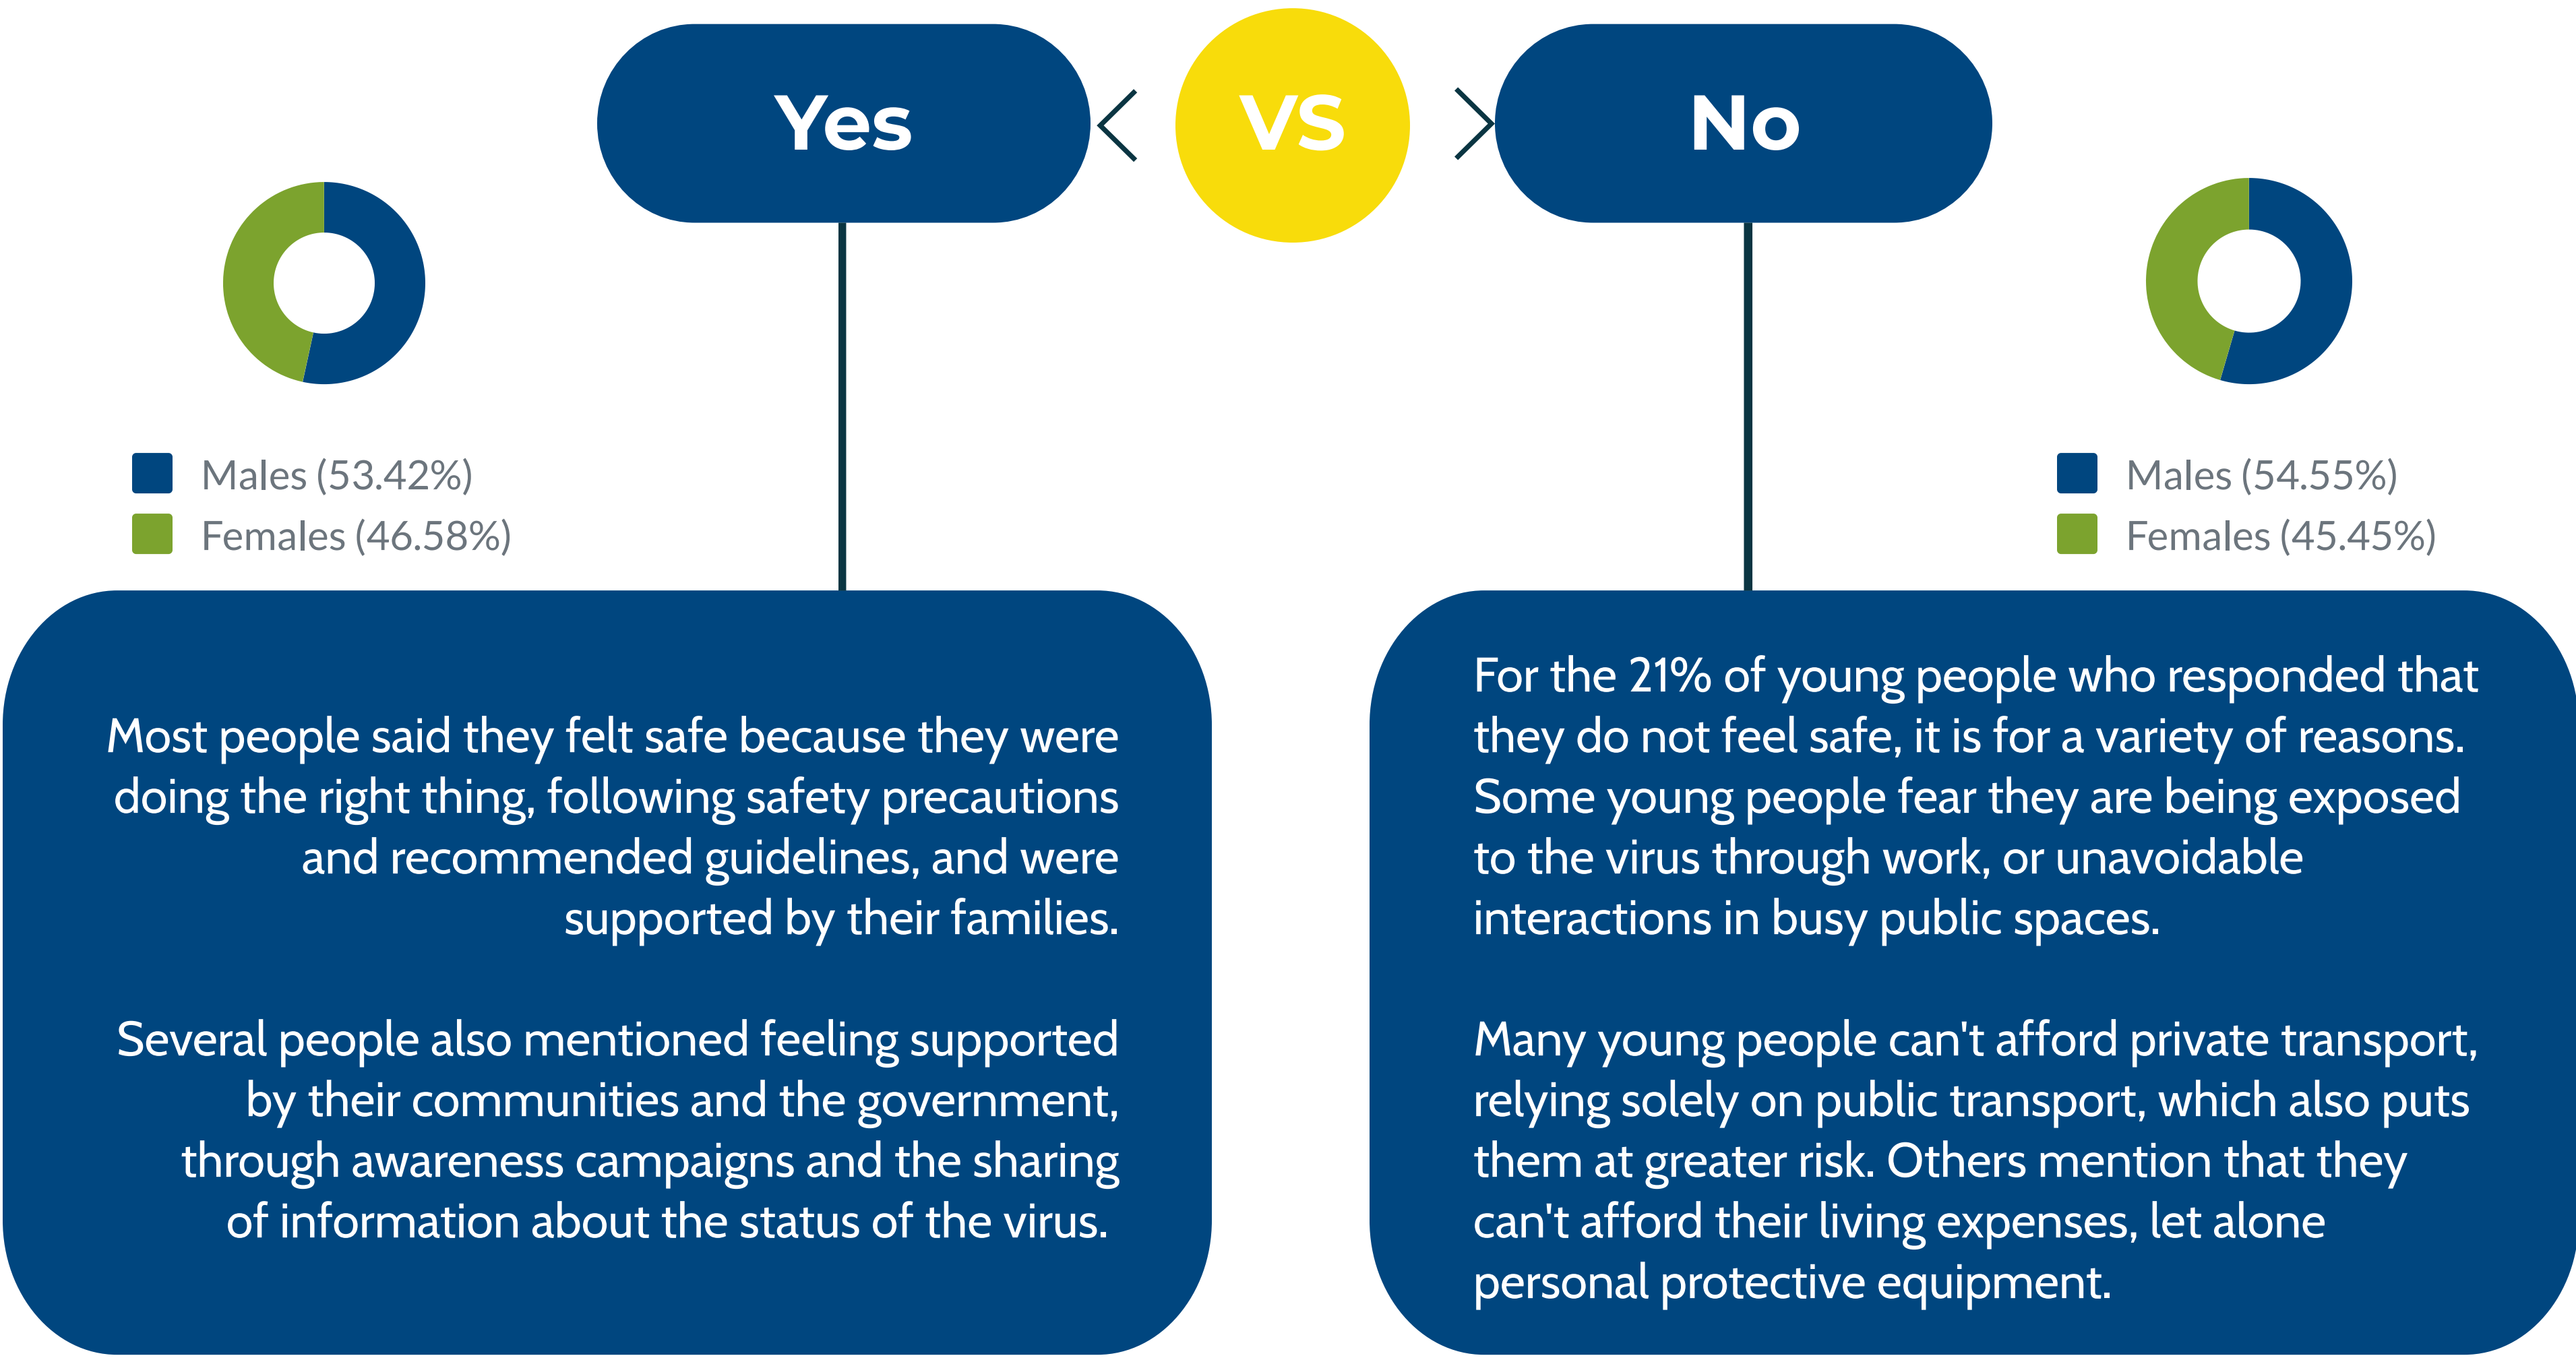 Yes
VS
No
Males (53.42%)
Females (46.58%)
Males (54.55%)
Females (45.45%)
Most people said they felt safe because they were
doing the right thing, following safety precautions
and recommended guidelines, and were
supported by their families.
Several people also mentioned feeling supported
by their communities and the government,
through awareness campaigns and the sharing
of information about the status of the virus.
For the 21% of young people who responded that
they do not feel safe, it is for a variety of reasons.
Some young people fear they are being exposed
to the virus through work, or unavoidable
interactions in busy public spaces.
Many young people can't afford private transport,
relying solely on public transport, which also puts
them at greater risk. Others mention that they
can't afford their living expenses, let alone
personal protective equipment.